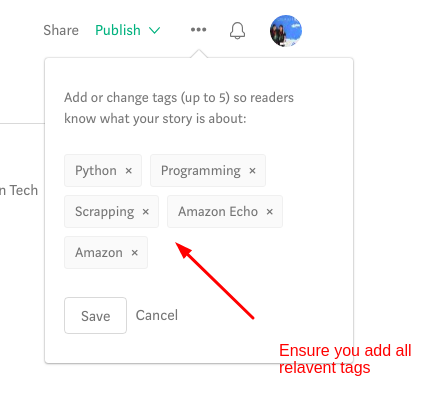 Share Publish
Add or change tags (up to 5) so readers
know what your story is about:
n Tech
Python × Programming ×
Scrapping × Amazon Echo ×
Amazon ×
Save Cancel
Ensure you add all
relavent tags